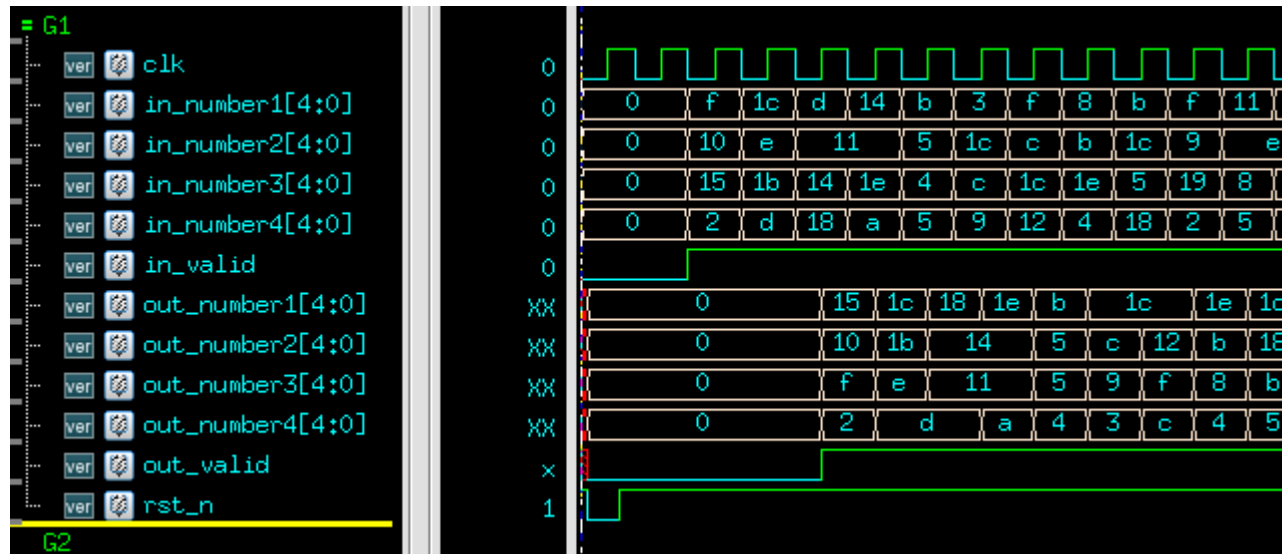 = G1
ver clk 0
ver in_number1[4:0] 0 0 f 1c d 14 b 3 f 8 b f 11
ver in_number2[4:0] 0 0 10 e 11 5 1c c b 1c 9 e
ver in_number3[4:0] 0 0 15 1b 14 1e 4 c 1c 1e 5 19 8
ver in_number4[4:0] 0 0 2 d 18 a 5 9 12 4 18 2 5
ver in_valid 0
ver out_number1[4:0] XX 0 15 1c 18 1e b 1c 1e
ver out_number2[4:0] XX 0 10 1b 14 5 c 12 b 18
ver out_number3[4:0] XX 0 f e 11 5 9 f 8 b
ver out_number4[4:0] XX 0 2 d a 4 3 c 4 5
ver out_valid x
ver rst_n 1
G2